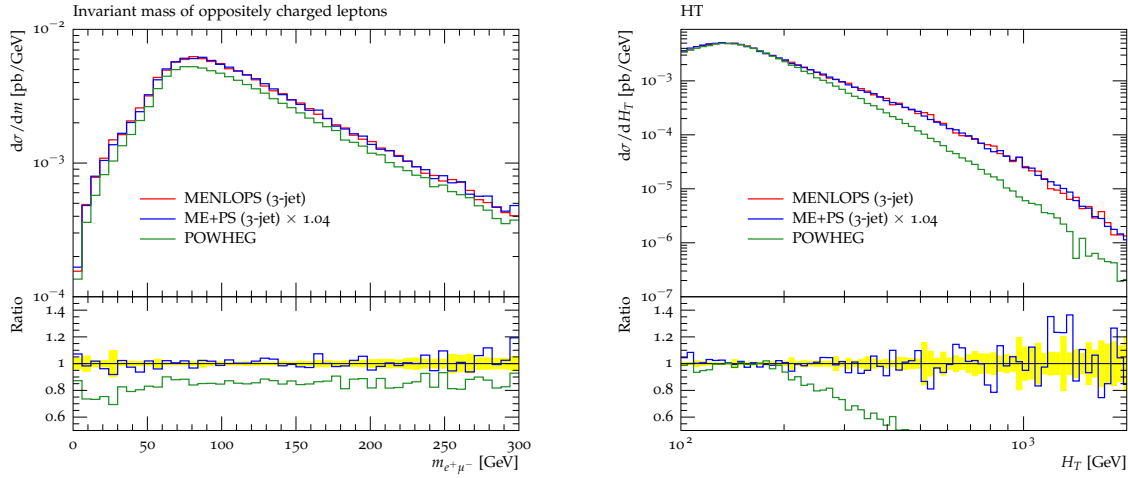 Invariant mass of oppositely charged leptons
dσ/dm [pb/GeV]
10⁻²
10⁻³
10⁻⁴
MENLOPS (3-jet)
ME+PS (3-jet) × 1.04
POWHEG
Ratio
1.4
1.2
1
0.8
0.6
0 50 100 150 200 250 300
m_{e⁺μ⁻} [GeV]
HT
dσ/dH_T [pb/GeV]
10⁻³
10⁻⁴
10⁻⁵
10⁻⁶
10⁻⁷
MENLOPS (3-jet)
ME+PS (3-jet) × 1.04
POWHEG
Ratio
1.4
1.2
1
0.8
0.6
10² 10³
H_T [GeV]